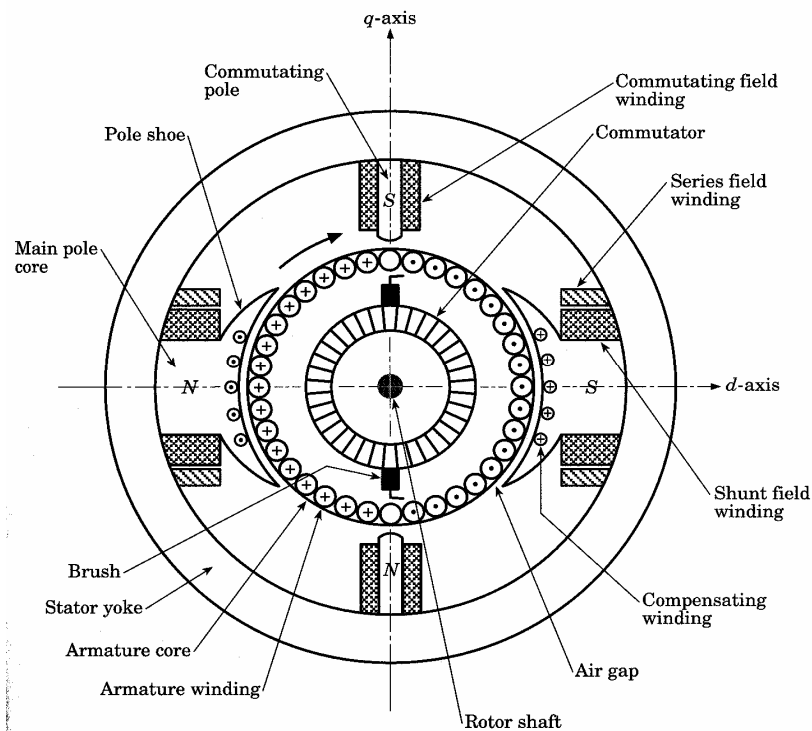 q-axis
Commutating
pole
Commutating field
winding
Pole shoe
Commutator
Series field
winding
S
Main pole
core
N
S
d-axis
Shunt field
winding
N
Brush
Stator yoke
Compensating
winding
Armature core
Air gap
Armature winding
Rotor shaft